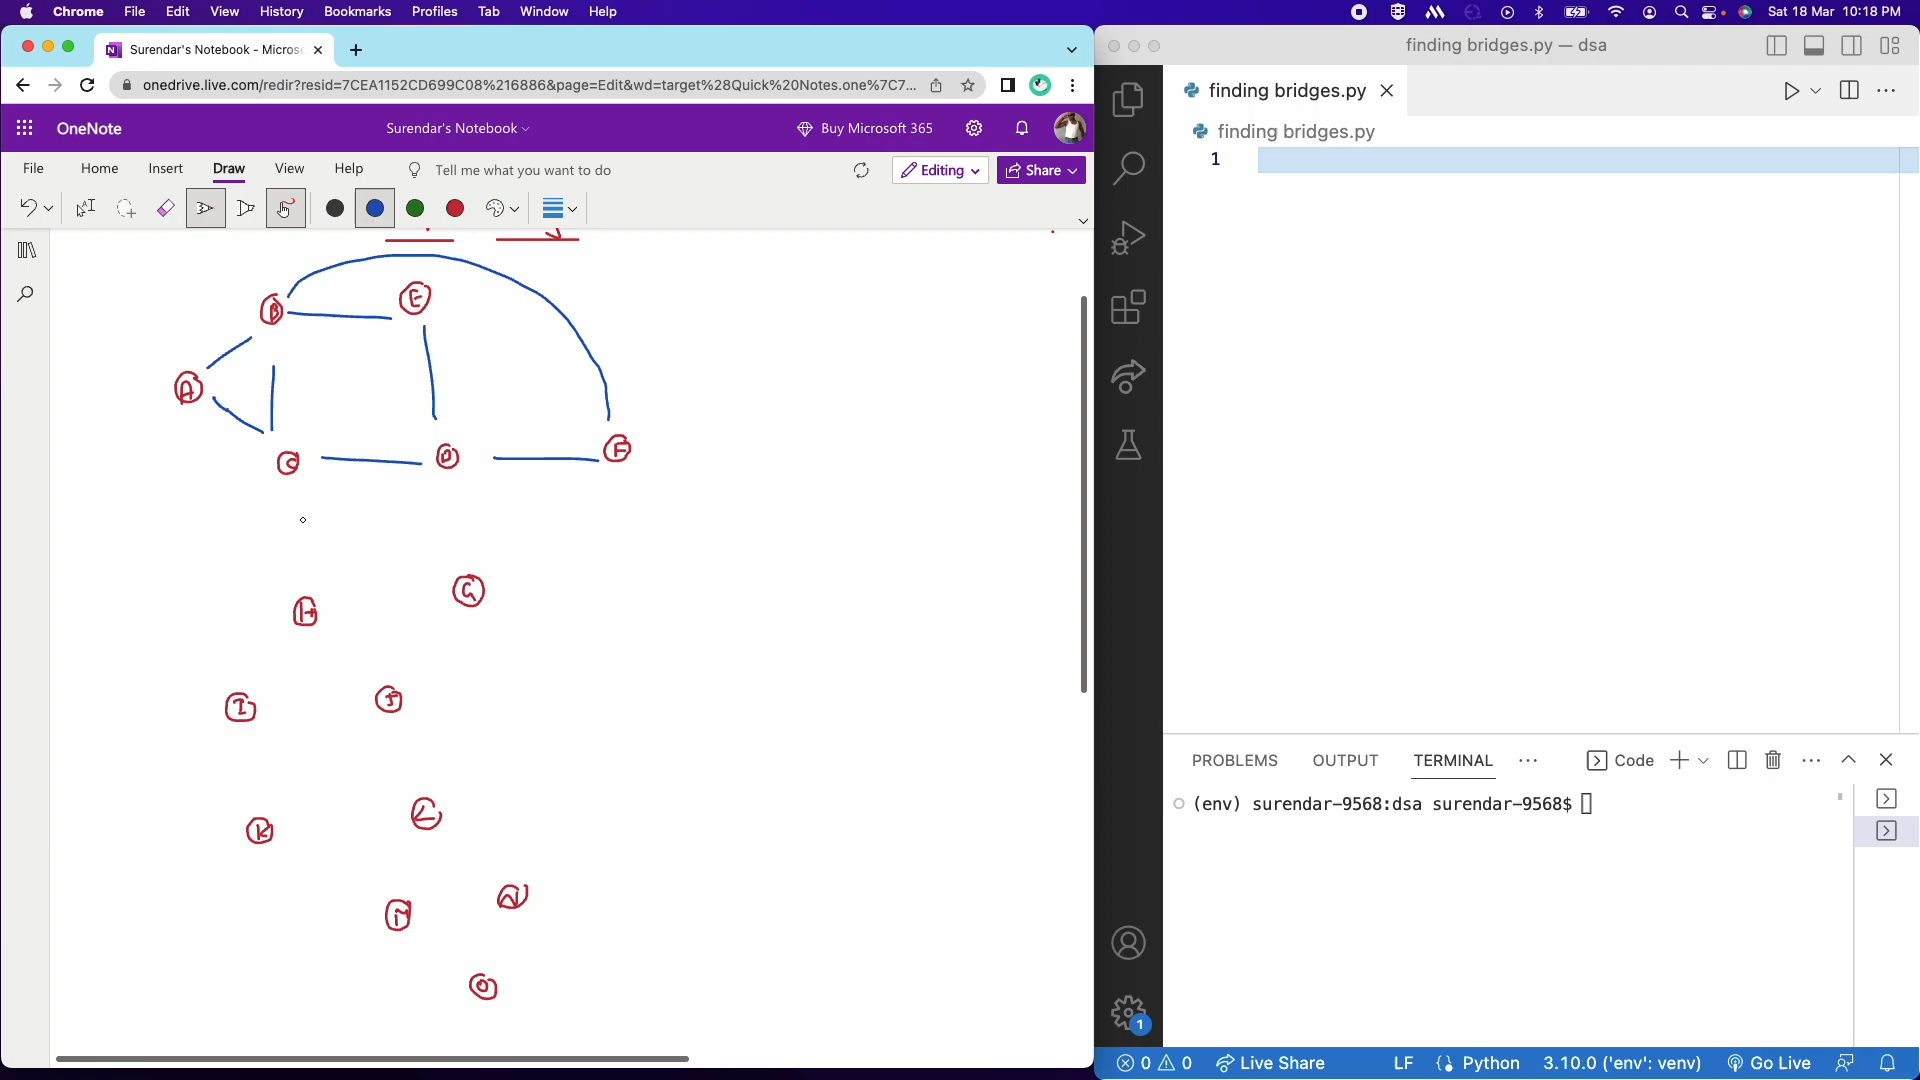 Chrome File Edit View History Bookmarks Profiles Tab Window Help Sat 18 Mar 10:18 PM
Surendar's Notebook - Micros
onedrive.live.com/redir?resid=7CEA1152CD699C08%216886&page=Edit&wd=target%28Quick%20Notes.one%7C7...
OneNote Surendar's Notebook Buy Microsoft 365
File Home Insert Draw View Help Tell me what you want to do Editing Share
B E
A
C D F
H G
I J
K L
M N
O
finding bridges.py — dsa
finding bridges.py
finding bridges.py
1
PROBLEMS OUTPUT TERMINAL ... Code
(env) surendar-9568:dsa surendar-9568$
1
0 0 Live Share LF Python 3.10.0 ('env': venv) Go Live